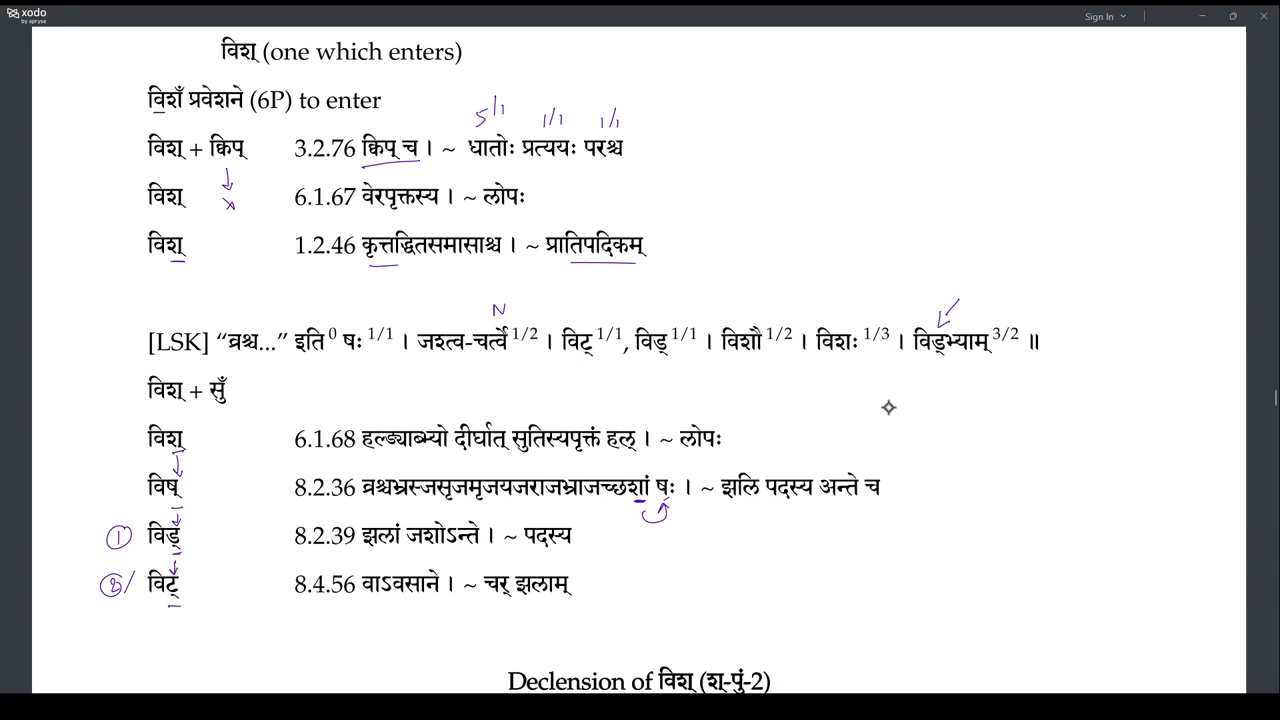 xodo
by apryse
Sign In
विश् (one which enters)
विशँ प्रवेशने (6P) to enter
5/1 1/1 1/1
विश् + क्विप् 3.2.76 क्विप् च । ~ धातोः प्रत्ययः परश्च
विश् x 6.1.67 वेरपृक्तस्य । ~ लोपः
विश् 1.2.46 कृत्तद्धितसमासाश्च । ~ प्रातिपदिकम्
N
[LSK] “व्रश्च...” इति 0 षः 1/1 । जश्त्व-चर्त्वे 1/2 । विट् 1/1, विड् 1/1 । विशौ 1/2 । विशः 1/3 । विड्भ्याम् 3/2 ॥
विश् + सुँ
विश् 6.1.68 हल्ङ्याब्भ्यो दीर्घात् सुतिस्यपृक्तं हल् । ~ लोपः
विष् 8.2.36 व्रश्चभ्रस्जसृजमृजयजराजभ्राजच्छशां षः । ~ झलि पदस्य अन्ते च
1 विड् 8.2.39 झलां जशोऽन्ते । ~ पदस्य
विट् 8.4.56 वाऽवसाने । ~ चर् झलाम्
Declension of विश् (श्-पुं-2)